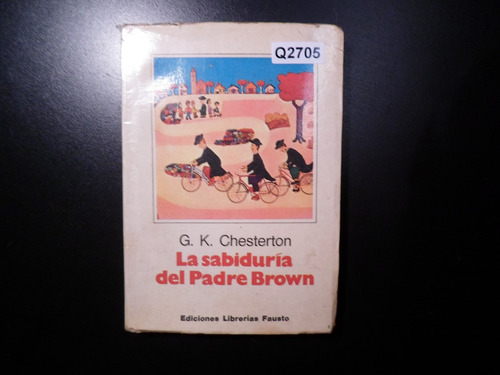 Q2705
G. K. Chesterton
La sabiduría
del Padre Brown
Ediciones Librerías Fausto